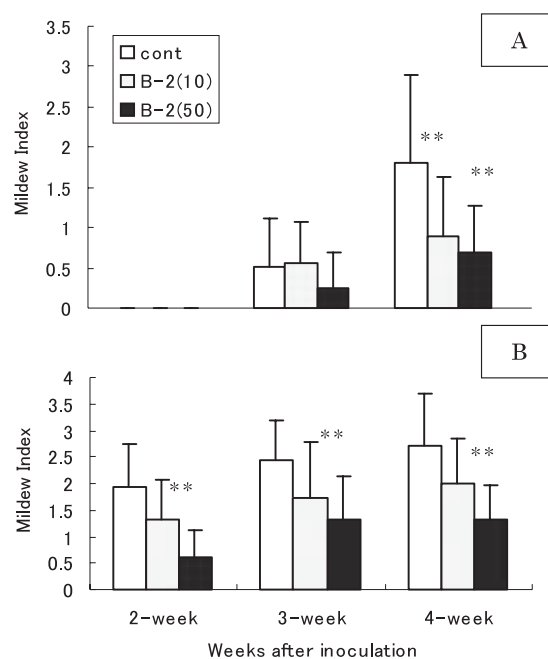 A
cont
B-2(10)
B-2(50)
Mildew Index
3.5
3
2.5
2
1.5
1
0.5
0
**
**
B
Mildew Index
4
3.5
3
2.5
2
1.5
1
0.5
0
**
**
**
2-week 3-week 4-week
Weeks after inoculation